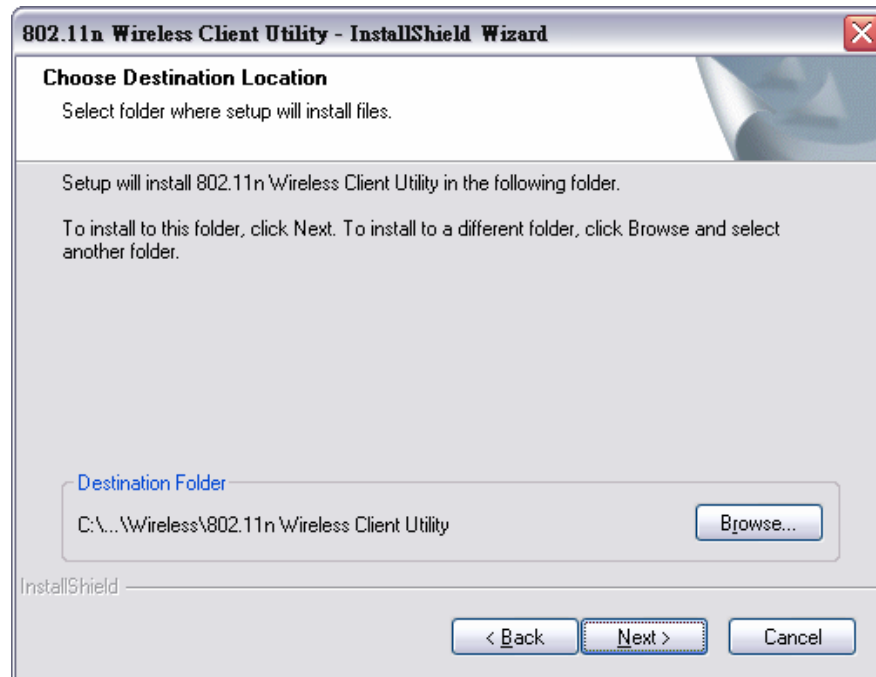 802.11n Wireless Client Utility - InstallShield Wizard
Choose Destination Location
Select folder where setup will install files.
Setup will install 802.11n Wireless Client Utility in the following folder.
To install to this folder, click Next. To install to a different folder, click Browse and select
another folder.
Destination Folder
C:\...\Wireless\802.11n Wireless Client Utility
Browse...
InstallShield
< Back
Next >
Cancel